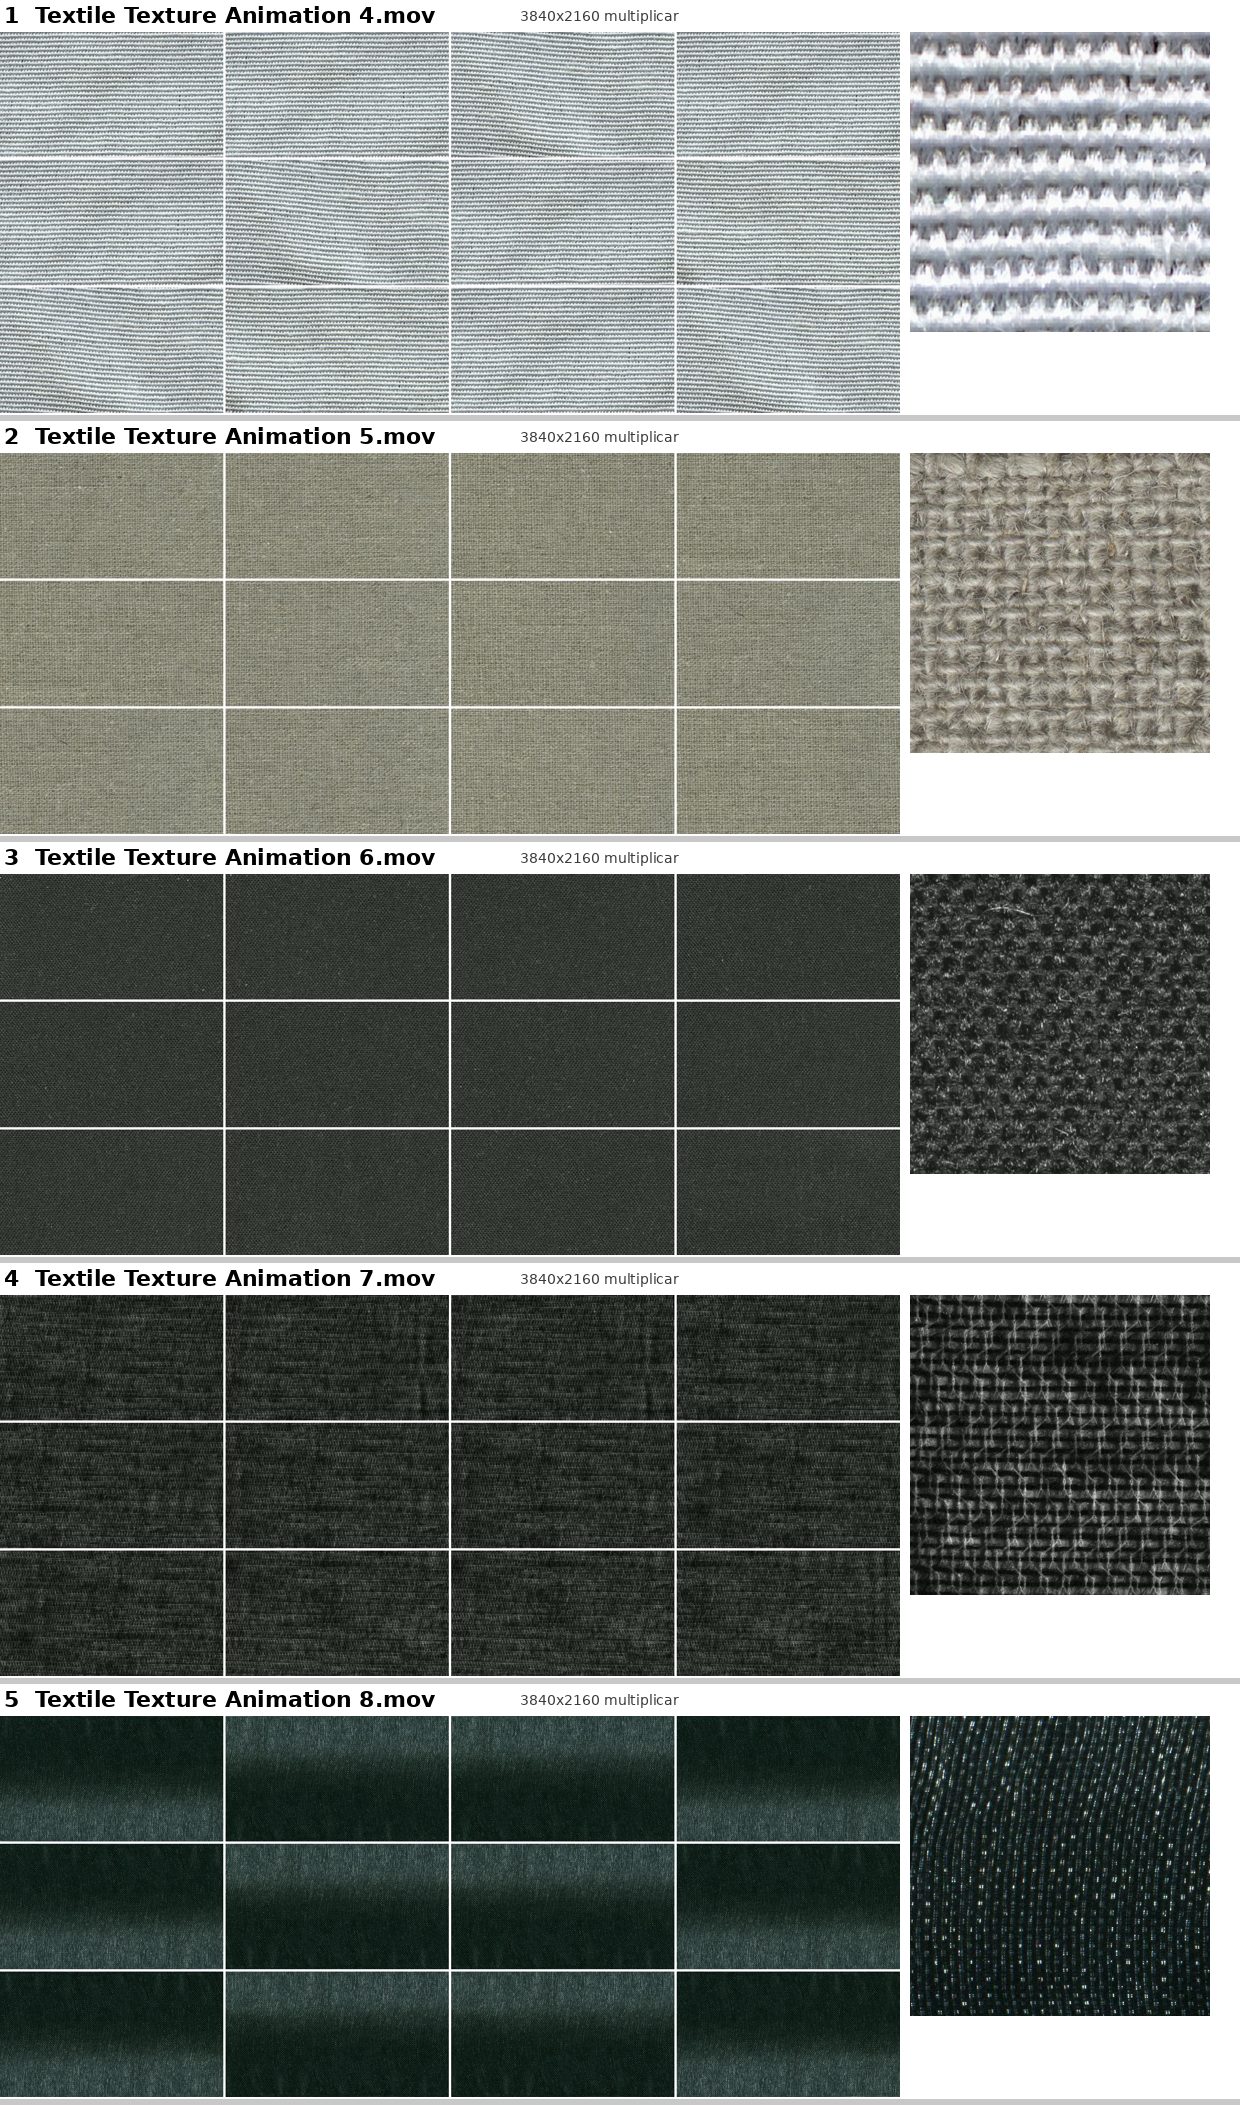 1 Textile Texture Animation 4.mov 3840x2160 multiplicar
2 Textile Texture Animation 5.mov 3840x2160 multiplicar
3 Textile Texture Animation 6.mov 3840x2160 multiplicar
4 Textile Texture Animation 7.mov 3840x2160 multiplicar
5 Textile Texture Animation 8.mov 3840x2160 multiplicar